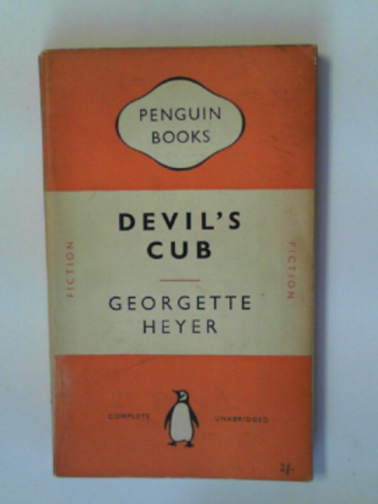 PENGUIN
BOOKS
DEVIL'S
CUB
FICTION
FICTION
GEORGETTE
HEYER
COMPLETE
UNABRIDGED
2/-